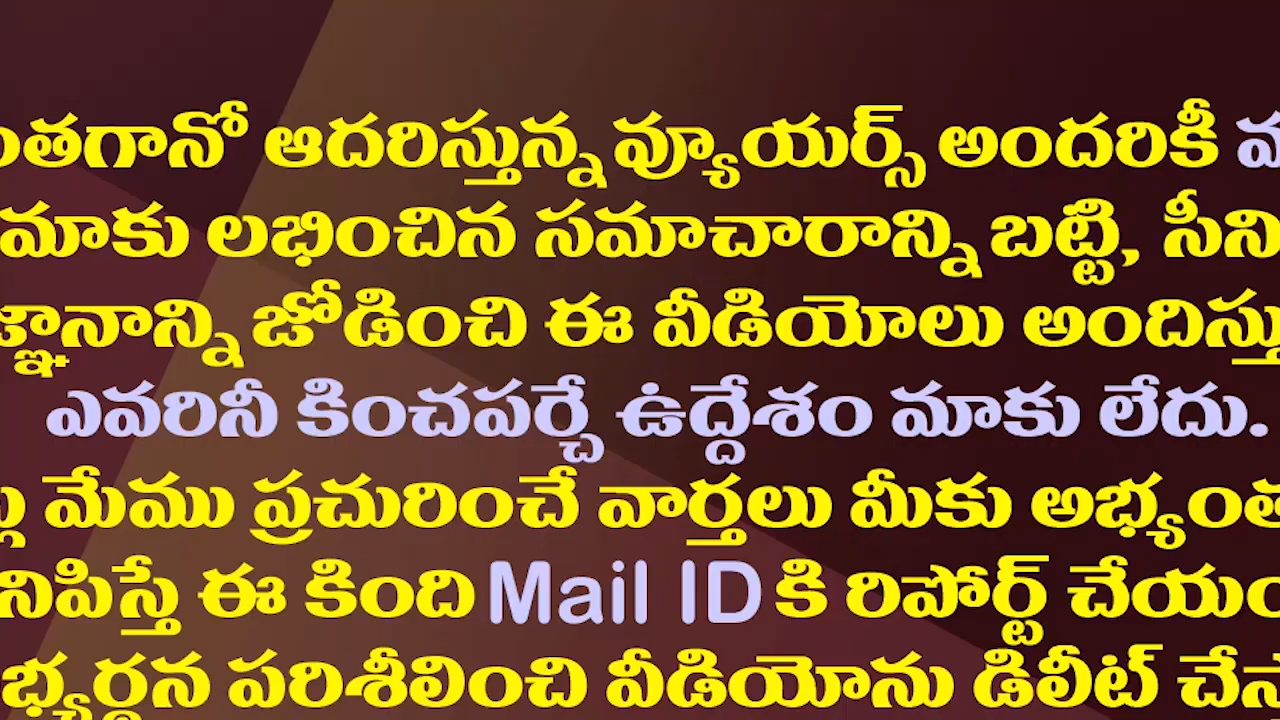 ంతగానో ఆదరిస్తున్న వ్యూయర్స్ అందరికీ
మాకు లభించిన సమాచారాన్ని బట్టి, సీని
జ్ఞానాన్ని జోడించి ఈ వీడియోలు అందిస్తు
ఎవరినీ కించపర్చే ఉద్దేశం మాకు లేదు.
మేము ప్రచురించే వార్తలు మీకు అభ్యంత
నిపిస్తే ఈ కింది Mail ID కి రిపోర్ట్ చేయం
భ్యర్థన పరిశీలించి వీడియోను డిలీట్ చేస